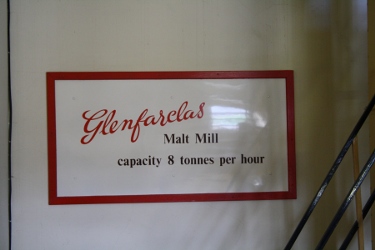 Glenfarclas
Malt Mill
capacity 8 tonnes per hour